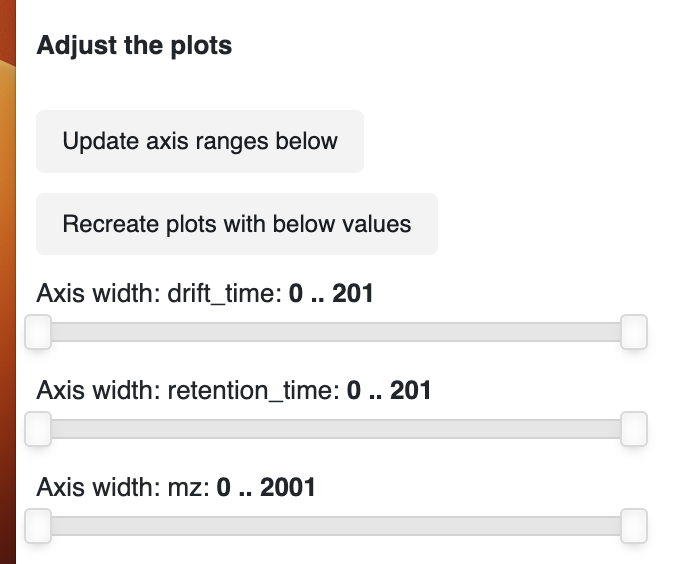 Adjust the plots
Update axis ranges below
Recreate plots with below values
Axis width: drift_time: 0 .. 201
Axis width: retention_time: 0 .. 201
Axis width: mz: 0 .. 2001